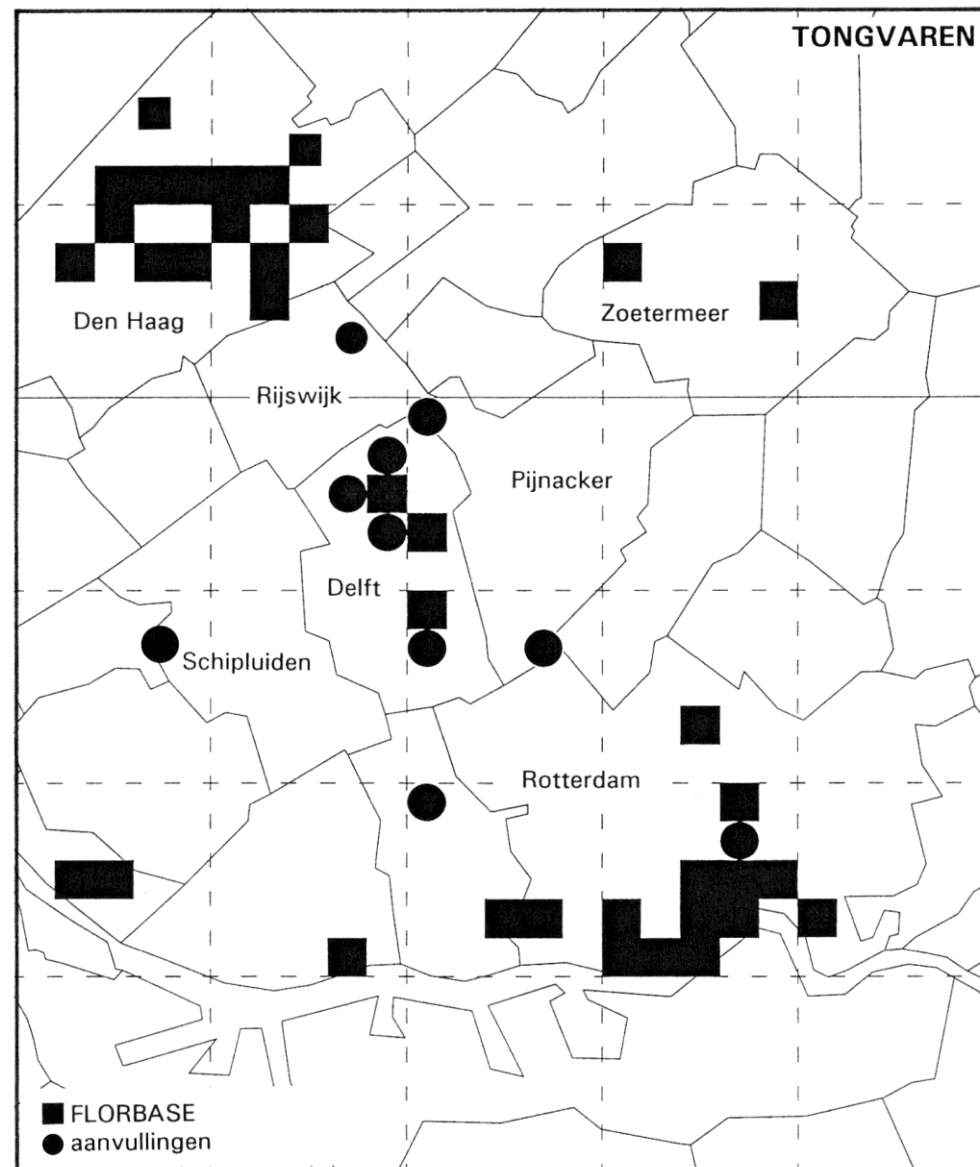 TONGVAREN
Den Haag
Zoetermeer
Rijswijk
Pijnacker
Delft
Schipluiden
Rotterdam
FLORBASE
aanvullingen